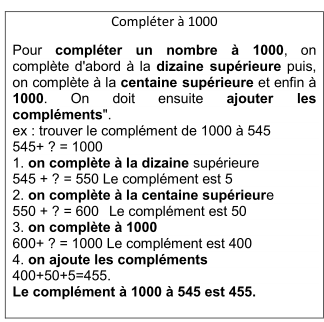 Compléter à 1000
Pour compléter un nombre à 1000, on
complète d'abord à la dizaine supérieure puis,
on complète à la centaine supérieure et enfin à
1000. On doit ensuite ajouter les
compléments".
ex : trouver le complément de 1000 à 545
545+ ? = 1000
1. on complète à la dizaine supérieure
545 + ? = 550 Le complément est 5
2. on complète à la centaine supérieure
550 + ? = 600 Le complément est 50
3. on complète à 1000
600+ ? = 1000 Le complément est 400
4. on ajoute les compléments
400+50+5=455.
Le complément à 1000 à 545 est 455.